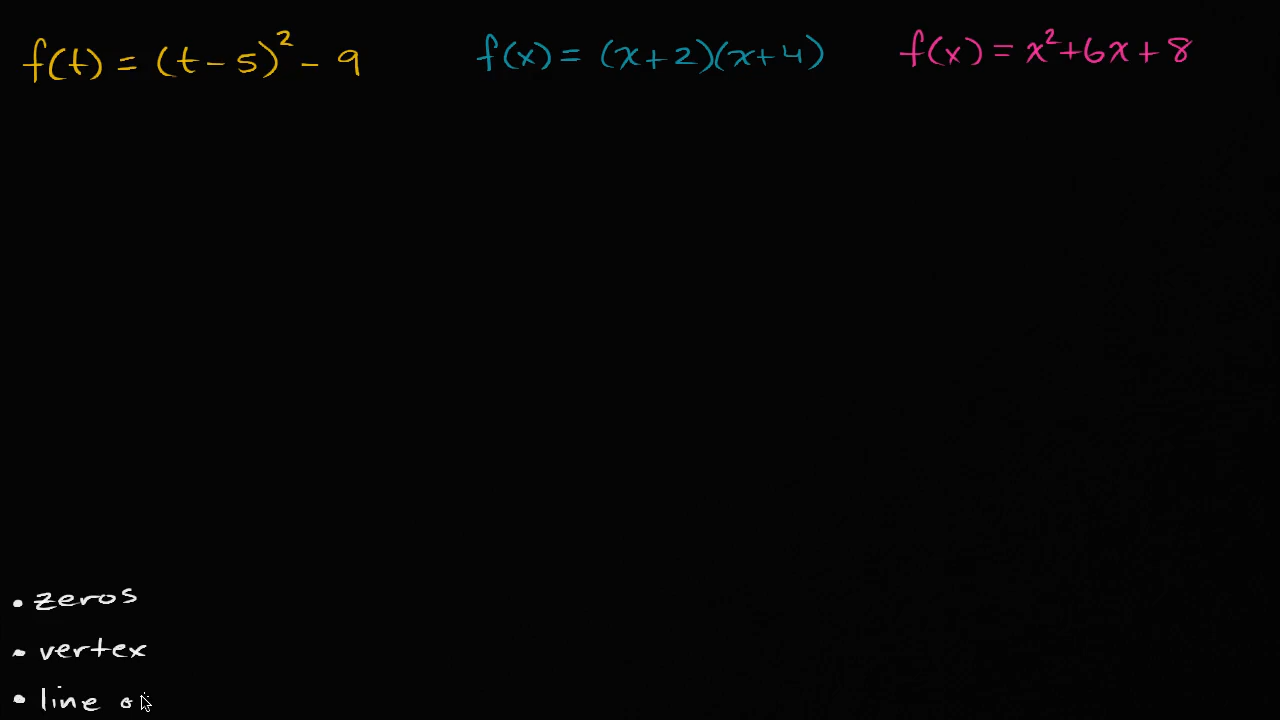 f(t) = (t - 5)² - 9
f(x) = (x+2)(x+4)
f(x) = x²+6x+8
• zeros
• vertex
• line o